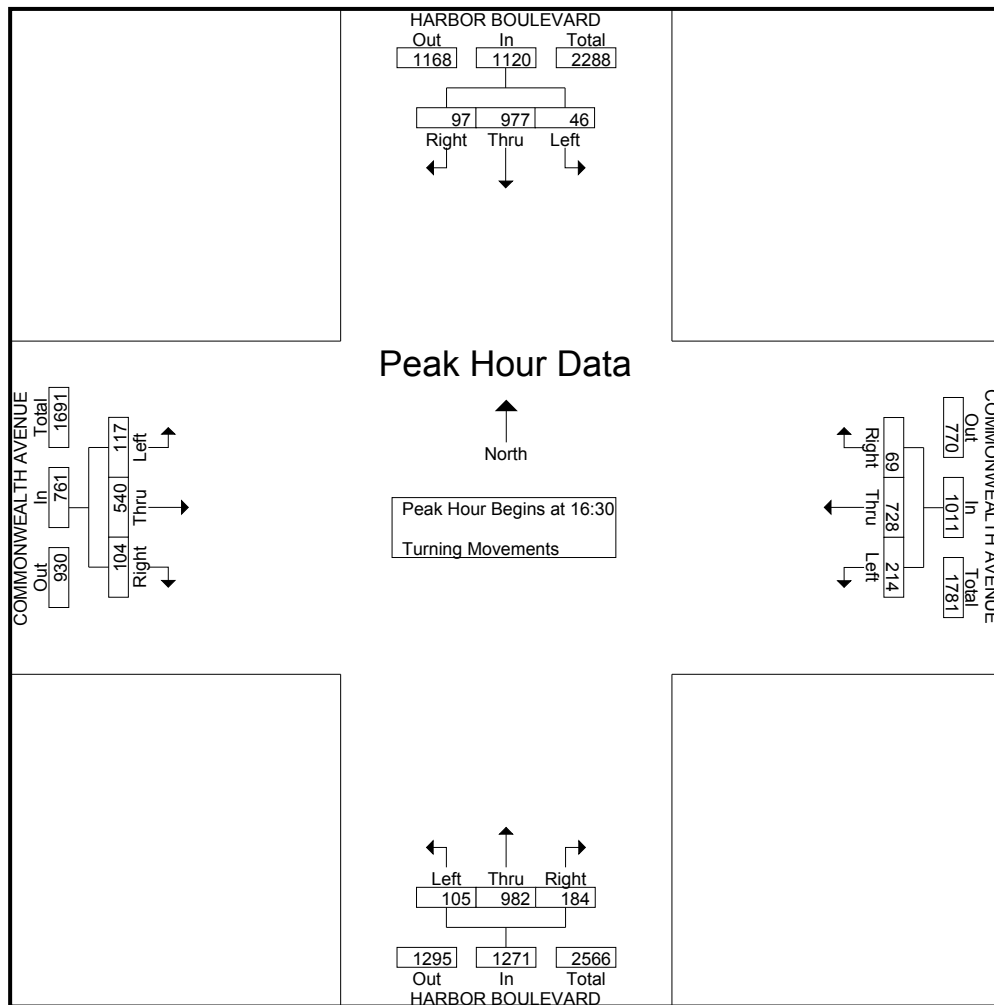 HARBOR BOULEVARD
Out In Total
1168 1120 2288
97 977 46
Right Thru Left
Peak Hour Data
North
Peak Hour Begins at 16:30
Turning Movements
COMMONWEALTH AVENUE
Total In Out
1691 761 930
117 540 104
Left Thru Right
COMMONWEALTH AVENUE
Out In Total
770 1011 1781
69 728 214
Right Thru Left
Left Thru Right
105 982 184
1295 1271 2566
Out In Total
HARBOR BOULEVARD